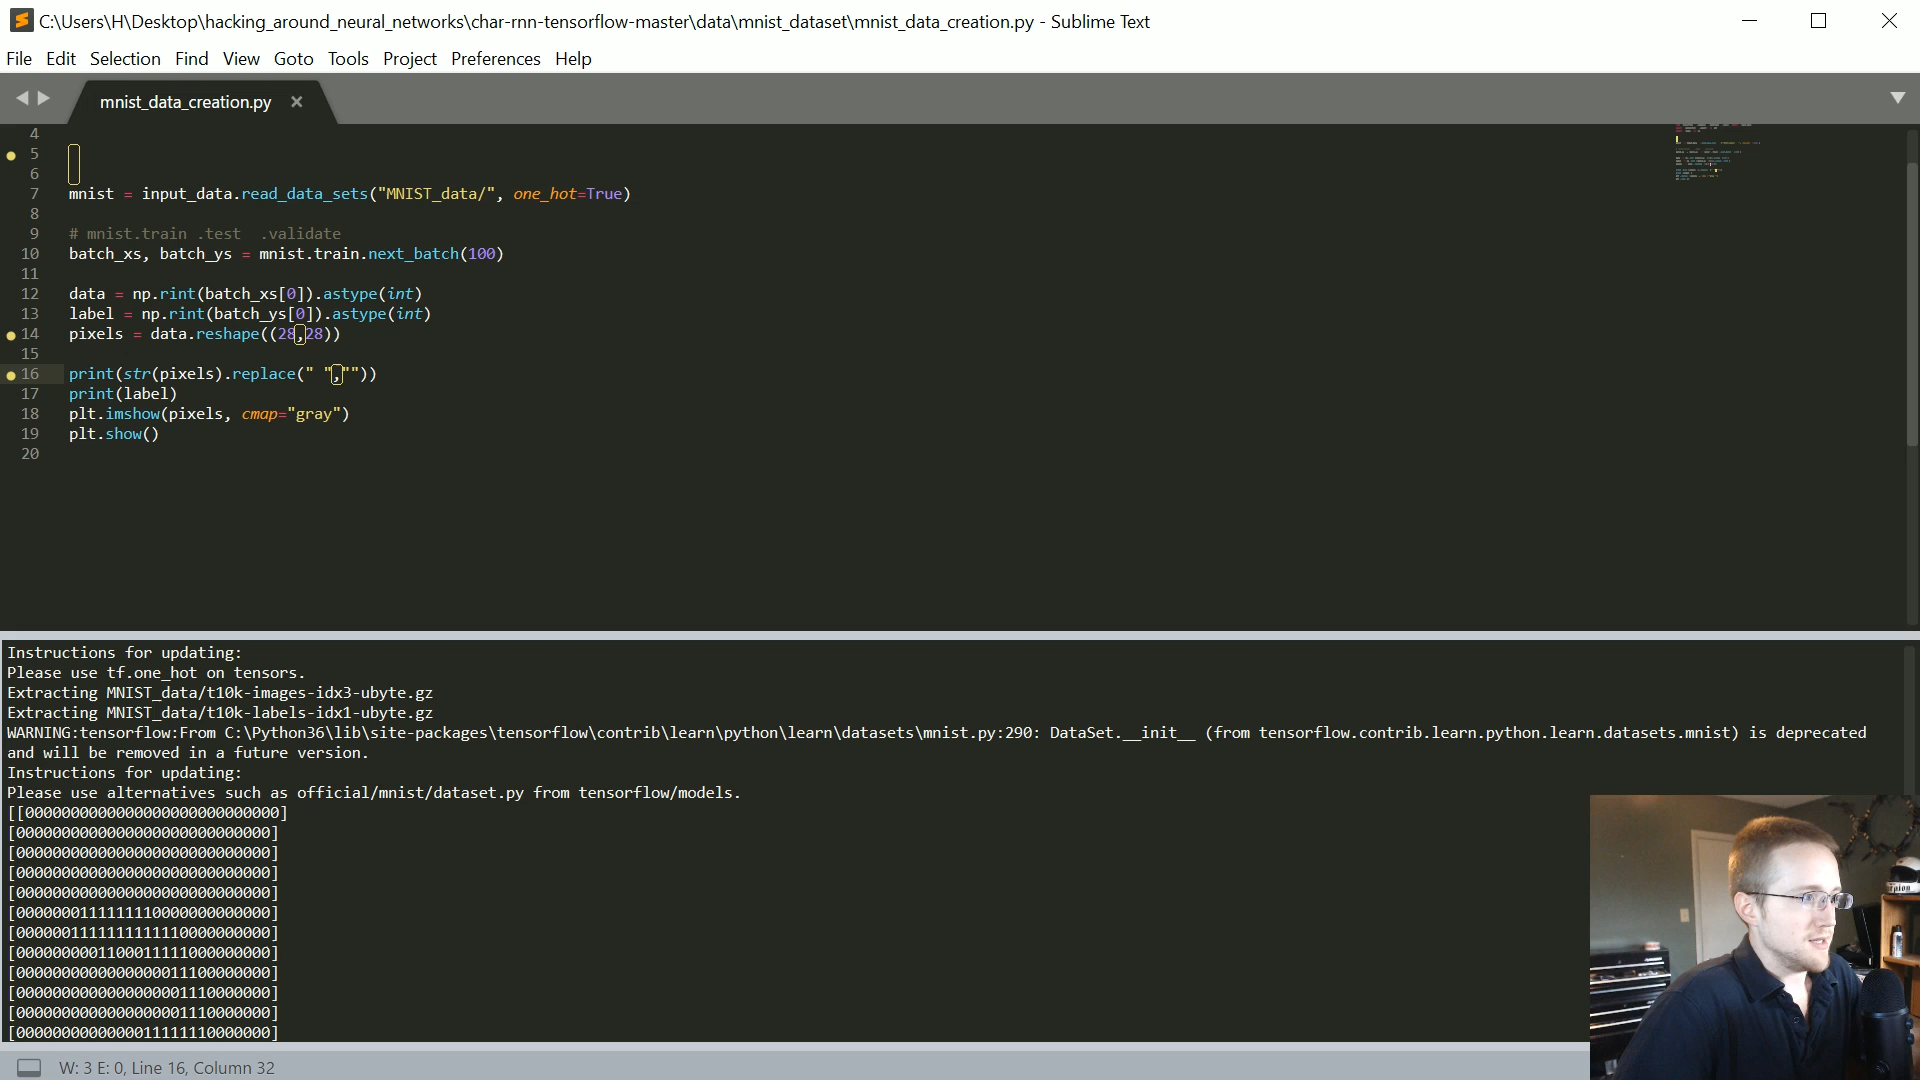 C:\Users\H\Desktop\hacking_around_neural_networks\char-rnn-tensorflow-master\data\mnist_dataset\mnist_data_creation.py - Sublime Text
File Edit Selection Find View Goto Tools Project Preferences Help
mnist_data_creation.py
4
5
6
7 mnist = input_data.read_data_sets("MNIST_data/", one_hot=True)
8
9 # mnist.train .test  .validate
10 batch_xs, batch_ys = mnist.train.next_batch(100)
11
12 data = np.rint(batch_xs[0]).astype(int)
13 label = np.rint(batch_ys[0]).astype(int)
14 pixels = data.reshape((28,28))
15
16 print(str(pixels).replace(" ",""))
17 print(label)
18 plt.imshow(pixels, cmap="gray")
19 plt.show()
20
Instructions for updating:
Please use tf.one_hot on tensors.
Extracting MNIST_data/t10k-images-idx3-ubyte.gz
Extracting MNIST_data/t10k-labels-idx1-ubyte.gz
WARNING:tensorflow:From C:\Python36\lib\site-packages\tensorflow\contrib\learn\python\learn\datasets\mnist.py:290: DataSet.__init__ (from tensorflow.contrib.learn.python.learn.datasets.mnist) is deprecated
and will be removed in a future version.
Instructions for updating:
Please use alternatives such as official/mnist/dataset.py from tensorflow/models.
[[0000000000000000000000000000]
[0000000000000000000000000000]
[0000000000000000000000000000]
[0000000000000000000000000000]
[0000000000000000000000000000]
[0000000111111111000000000000]
[0000001111111111110000000000]
[0000000001100011111000000000]
[0000000000000000011100000000]
[0000000000000000001110000000]
[0000000000000000001110000000]
[0000000000000011111110000000]
W: 3 E: 0, Line 16, Column 32